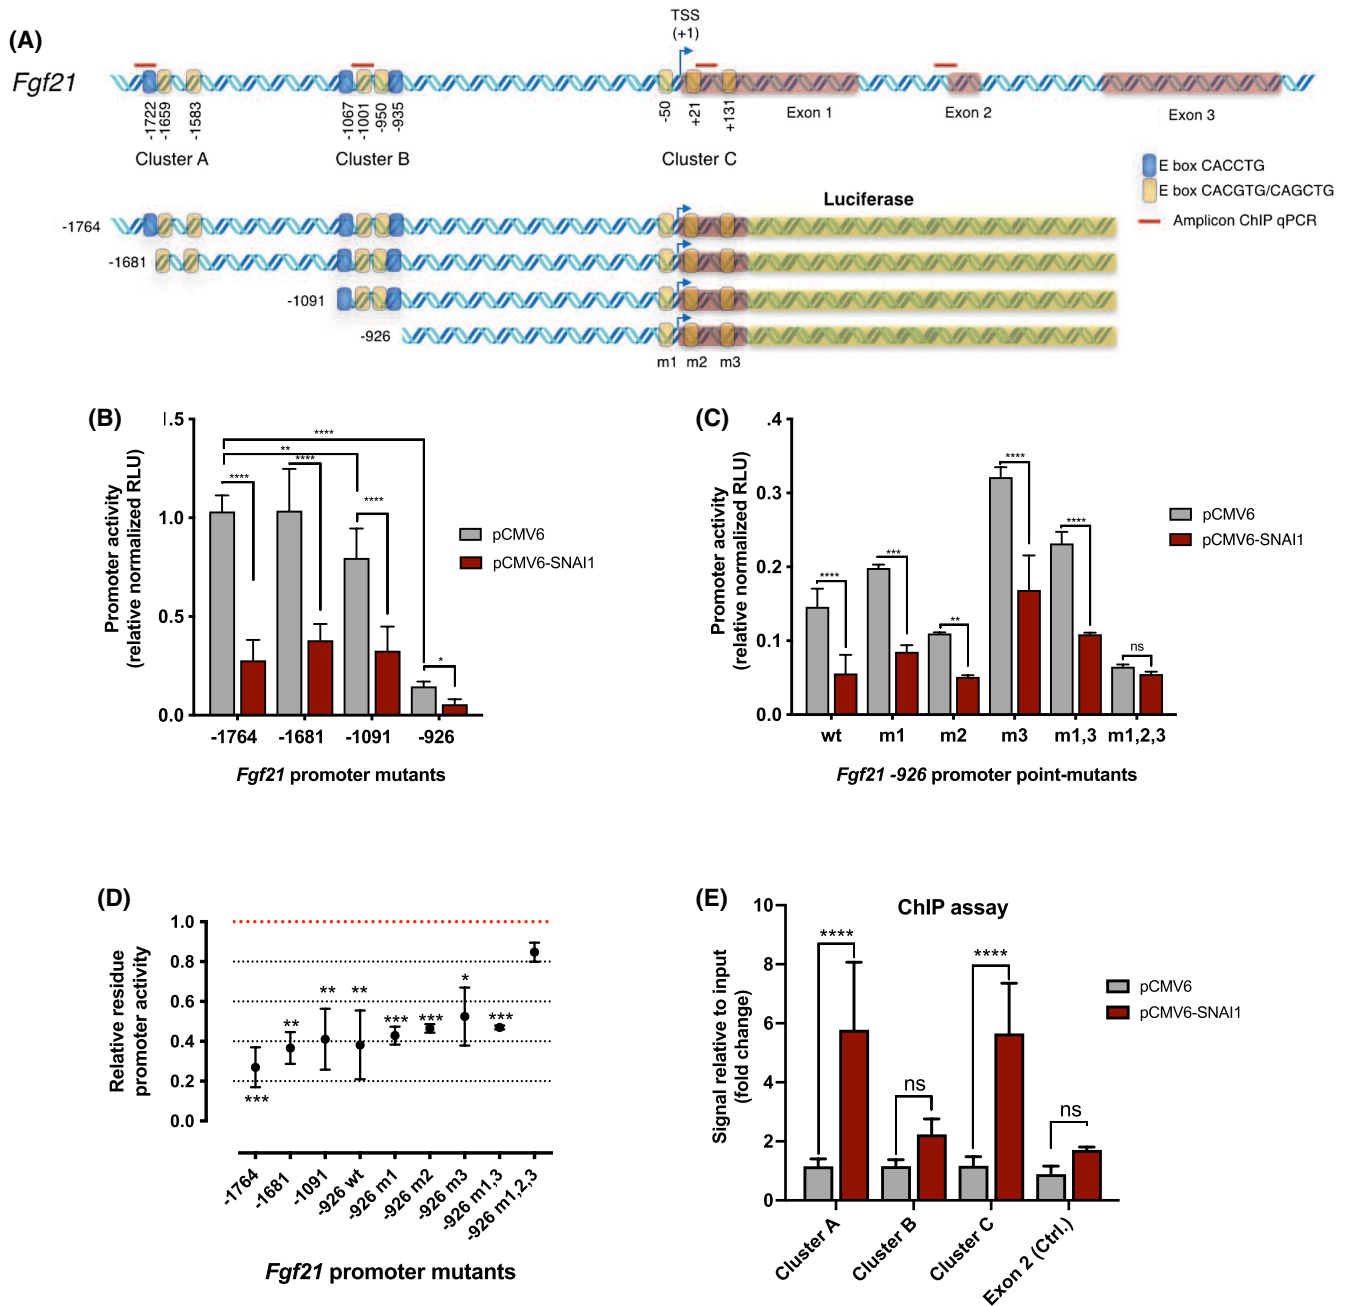 (A)
TSS
(+1)
Fgf21
-1722
-1659
-1583
-1067
-1001
-950
-935
-50
+21
+131
Exon 1
Exon 2
Exon 3
Cluster A
Cluster B
Cluster C
E box CACCTG
E box CACGTG/CAGCTG
Amplicon ChIP qPCR
Luciferase
-1764
-1681
-1091
-926
m1 m2 m3
(B)
Promoter activity
(relative normalized RLU)
1.5
1.0
0.5
0.0
****
**
****
****
****
*
pCMV6
pCMV6-SNAI1
-1764 -1681 -1091 -926
Fgf21 promoter mutants
(C)
Promoter activity
(relative normalized RLU)
.4
0.3
0.2
0.1
0.0
****
***
**
****
****
ns
pCMV6
pCMV6-SNAI1
wt m1 m2 m3 m1,3 m1,2,3
Fgf21 -926 promoter point-mutants
(D)
Relative residue
promoter activity
1.0
0.8
0.6
0.4
0.2
0.0
***
**
**
**
***
***
*
***
-1764
-1681
-1091
-926 wt
-926 m1
-926 m2
-926 m3
-926 m1,3
-926 m1,2,3
Fgf21 promoter mutants
(E)
ChIP assay
Signal relative to input
(fold change)
10
8
6
4
2
0
****
ns
****
ns
pCMV6
pCMV6-SNAI1
Cluster A
Cluster B
Cluster C
Exon 2 (Ctrl.)